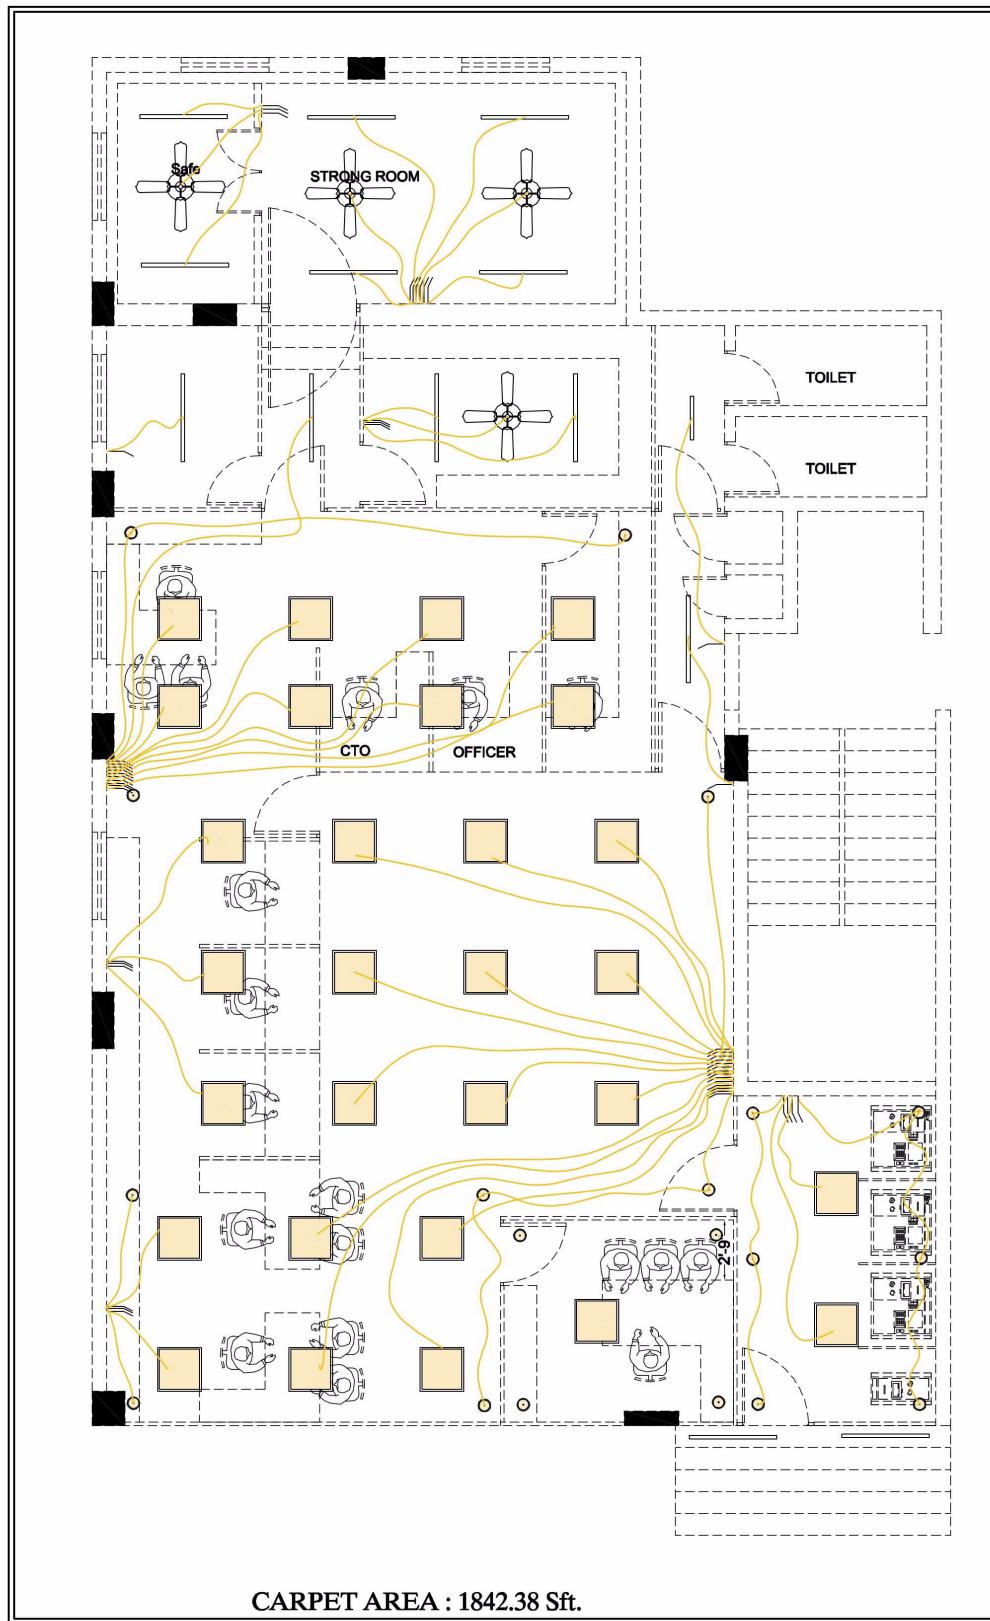 Safe
STRONG ROOM
TOILET
TOILET
CTO
OFFICER
2'-9
CARPET AREA : 1842.38 Sft.